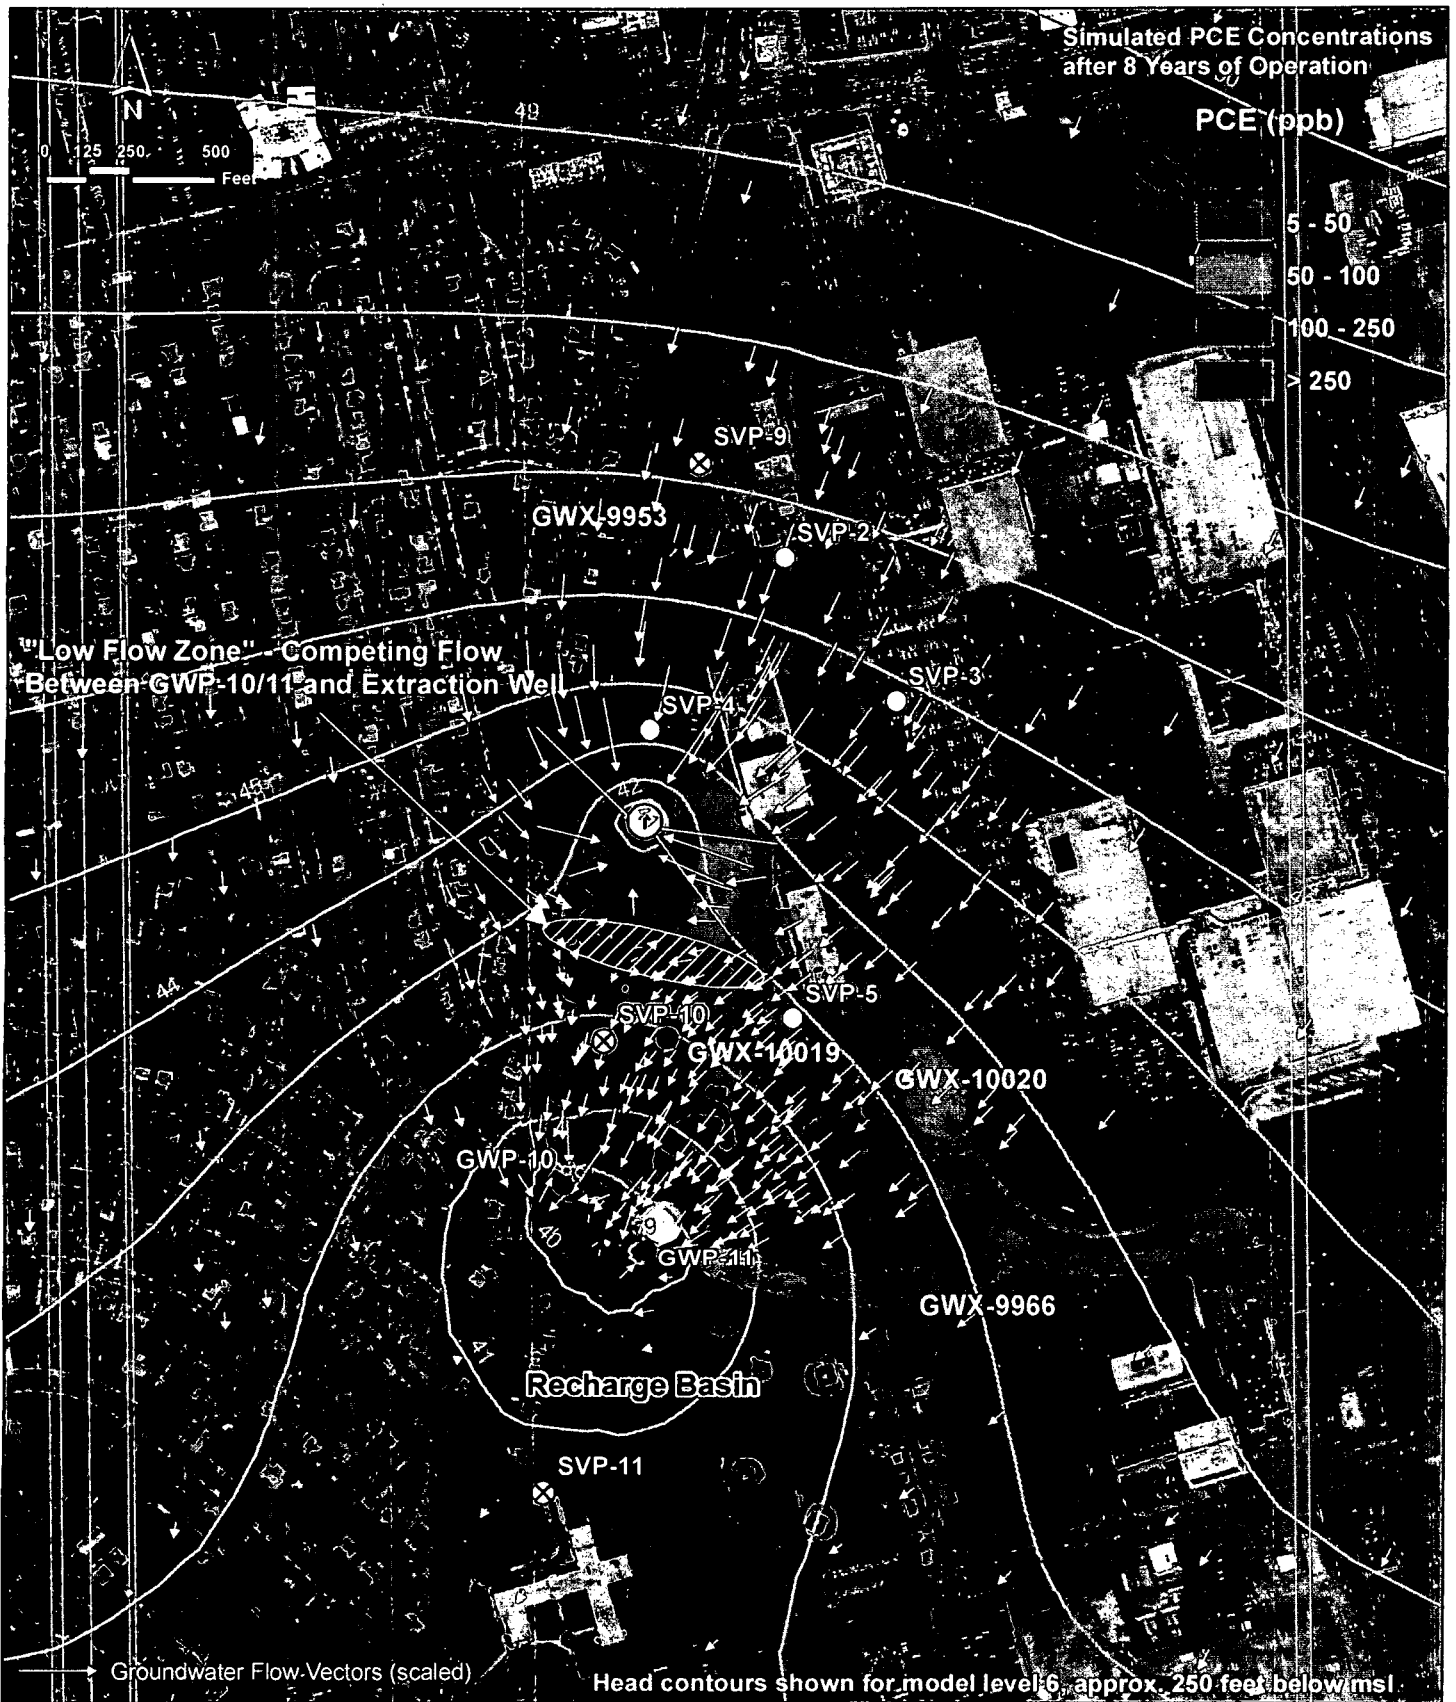 Simulated PCE Concentrations
after 8 Years of Operation
PCE (ppb)
5 - 50
50 - 100
100 - 250
> 250
N
0 125 250 500
Feet
49
SVP-9
GWX-9953
SVP-2
"Low Flow Zone" - Competing Flow
Between GWP-10/11 and Extraction Well
SVP-3
SVP-4
42
45
44
SVP-5
SVP-10
GWX-10019
GWX-10020
GWP-10
40
39
GWP-11
GWX-9966
41
Recharge Basin
SVP-11
Groundwater Flow Vectors (scaled)
Head contours shown for model level 6, approx. 250 feet below msl